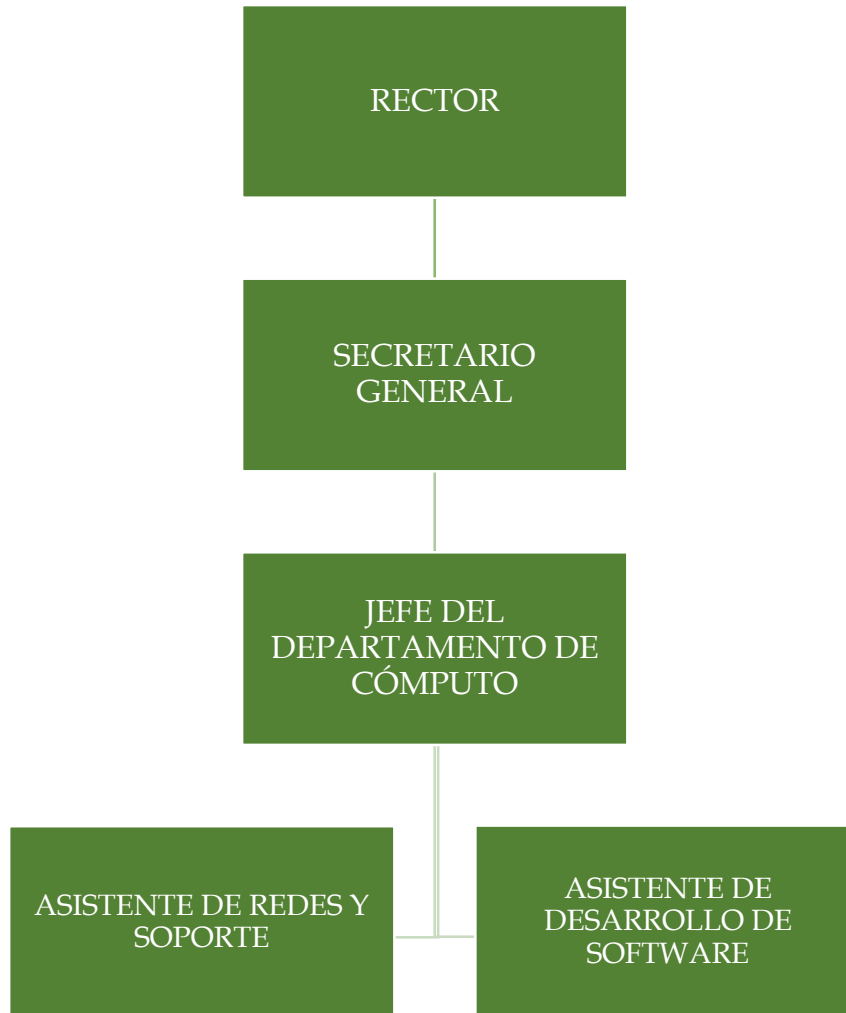 RECTOR
SECRETARIO
GENERAL
JEFE DEL
DEPARTAMENTO DE
CÓMPUTO
ASISTENTE DE REDES Y
SOPORTE
ASISTENTE DE
DESARROLLO DE
SOFTWARE